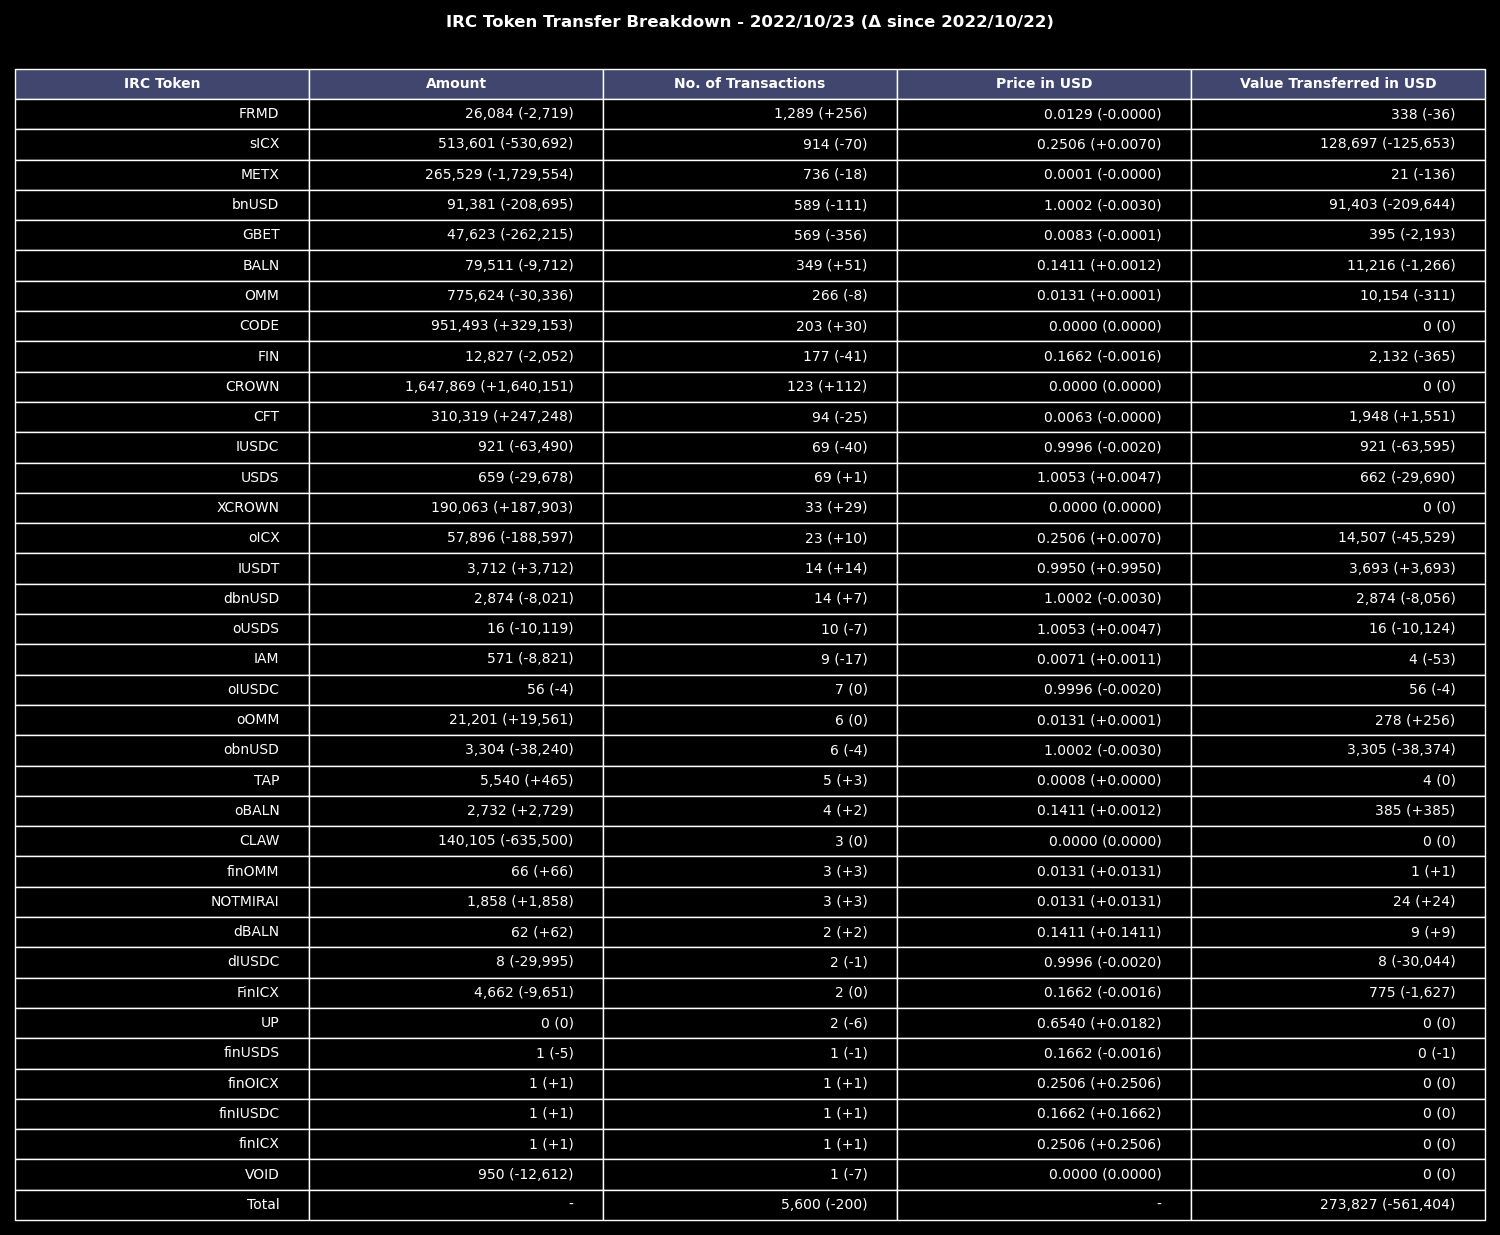 IRC Token Transfer Breakdown - 2022/10/23 (Δ since 2022/10/22)
IRC Token Amount No. of Transactions Price in USD Value Transferred in USD
FRMD 26,084 (-2,719) 1,289 (+256) 0.0129 (-0.0000) 338 (-36)
sICX 513,601 (-530,692) 914 (-70) 0.2506 (+0.0070) 128,697 (-125,653)
METX 265,529 (-1,729,554) 736 (-18) 0.0001 (-0.0000) 21 (-136)
bnUSD 91,381 (-208,695) 589 (-111) 1.0002 (-0.0030) 91,403 (-209,644)
GBET 47,623 (-262,215) 569 (-356) 0.0083 (-0.0001) 395 (-2,193)
BALN 79,511 (-9,712) 349 (+51) 0.1411 (+0.0012) 11,216 (-1,266)
OMM 775,624 (-30,336) 266 (-8) 0.0131 (+0.0001) 10,154 (-311)
CODE 951,493 (+329,153) 203 (+30) 0.0000 (0.0000) 0 (0)
FIN 12,827 (-2,052) 177 (-41) 0.1662 (-0.0016) 2,132 (-365)
CROWN 1,647,869 (+1,640,151) 123 (+112) 0.0000 (0.0000) 0 (0)
CFT 310,319 (+247,248) 94 (-25) 0.0063 (-0.0000) 1,948 (+1,551)
IUSDC 921 (-63,490) 69 (-40) 0.9996 (-0.0020) 921 (-63,595)
USDS 659 (-29,678) 69 (+1) 1.0053 (+0.0047) 662 (-29,690)
XCROWN 190,063 (+187,903) 33 (+29) 0.0000 (0.0000) 0 (0)
oICX 57,896 (-188,597) 23 (+10) 0.2506 (+0.0070) 14,507 (-45,529)
IUSDT 3,712 (+3,712) 14 (+14) 0.9950 (+0.9950) 3,693 (+3,693)
dbnUSD 2,874 (-8,021) 14 (+7) 1.0002 (-0.0030) 2,874 (-8,056)
oUSDS 16 (-10,119) 10 (-7) 1.0053 (+0.0047) 16 (-10,124)
IAM 571 (-8,821) 9 (-17) 0.0071 (+0.0011) 4 (-53)
oIUSDC 56 (-4) 7 (0) 0.9996 (-0.0020) 56 (-4)
oOMM 21,201 (+19,561) 6 (0) 0.0131 (+0.0001) 278 (+256)
obnUSD 3,304 (-38,240) 6 (-4) 1.0002 (-0.0030) 3,305 (-38,374)
TAP 5,540 (+465) 5 (+3) 0.0008 (+0.0000) 4 (0)
oBALN 2,732 (+2,729) 4 (+2) 0.1411 (+0.0012) 385 (+385)
CLAW 140,105 (-635,500) 3 (0) 0.0000 (0.0000) 0 (0)
finOMM 66 (+66) 3 (+3) 0.0131 (+0.0131) 1 (+1)
NOTMIRAI 1,858 (+1,858) 3 (+3) 0.0131 (+0.0131) 24 (+24)
dBALN 62 (+62) 2 (+2) 0.1411 (+0.1411) 9 (+9)
dIUSDC 8 (-29,995) 2 (-1) 0.9996 (-0.0020) 8 (-30,044)
FinICX 4,662 (-9,651) 2 (0) 0.1662 (-0.0016) 775 (-1,627)
UP 0 (0) 2 (-6) 0.6540 (+0.0182) 0 (0)
finUSDS 1 (-5) 1 (-1) 0.1662 (-0.0016) 0 (-1)
finOICX 1 (+1) 1 (+1) 0.2506 (+0.2506) 0 (0)
finIUSDC 1 (+1) 1 (+1) 0.1662 (+0.1662) 0 (0)
finICX 1 (+1) 1 (+1) 0.2506 (+0.2506) 0 (0)
VOID 950 (-12,612) 1 (-7) 0.0000 (0.0000) 0 (0)
Total - 5,600 (-200) - 273,827 (-561,404)